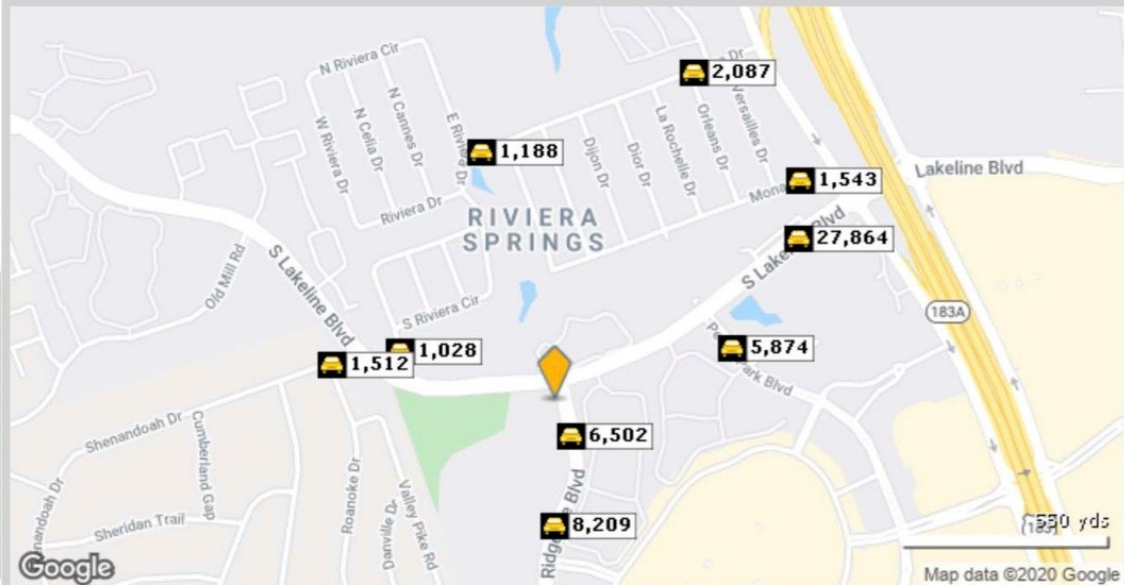 N Riviera Cir
2,087
N Cannes Dr
N Celia Dr
W Riviera Dr
E Riviera Dr
1,188
Dijon Dr
Dior Dr
La Rochelle Dr
Orleans Dr
Versailles Dr
Lakeline Blvd
1,543
Riviera Dr
RIVIERA
SPRINGS
S Lakeline Blvd
27,864
Old Mill Rd
S Lakeline Blvd
S Riviera Cir
183A
1,028
1,512
5,874
Park Blvd
6,502
Shenandoah Dr
Cumberland Gap
Roanoke Dr
Valley Pike Rd
Danville Dr
Sheridan Trail
8,209
Blvd
550 yds
Google
Map data ©2020 Google